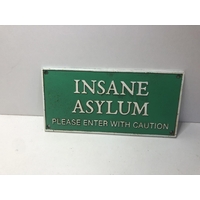 INSANE
ASYLUM
PLEASE ENTER WITH CAUTION